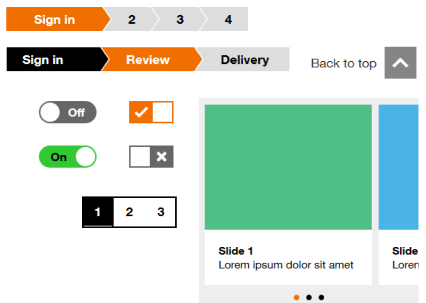 Sign in 2 3 4
Sign in Review Delivery
Back to top
Off
On
1 2 3
Slide 1
Lorem ipsum dolor sit amet
Slide
Loren